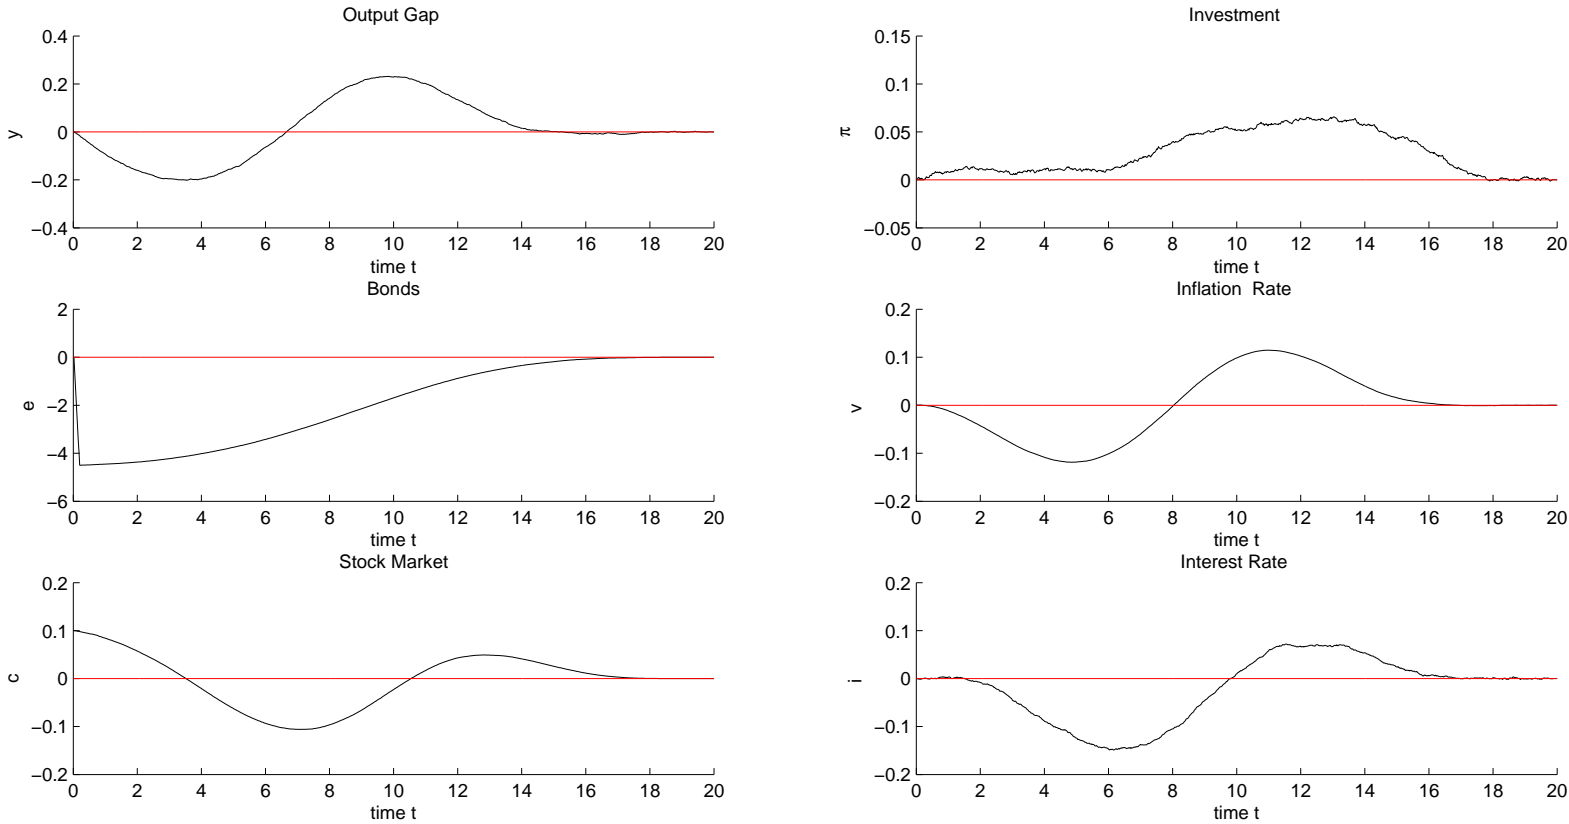 Output Gap
0.4
0.2
0
−0.2
−0.4
y
0 2 4 6 8 10 12 14 16 18 20
time t
Investment
0.15
0.1
0.05
0
−0.05
π
0 2 4 6 8 10 12 14 16 18 20
time t
Bonds
2
0
−2
−4
−6
e
0 2 4 6 8 10 12 14 16 18 20
time t
Inflation Rate
0.2
0.1
0
−0.1
−0.2
v
0 2 4 6 8 10 12 14 16 18 20
time t
Stock Market
0.2
0.1
0
−0.1
−0.2
c
0 2 4 6 8 10 12 14 16 18 20
time t
Interest Rate
0.2
0.1
0
−0.1
−0.2
i
0 2 4 6 8 10 12 14 16 18 20
time t